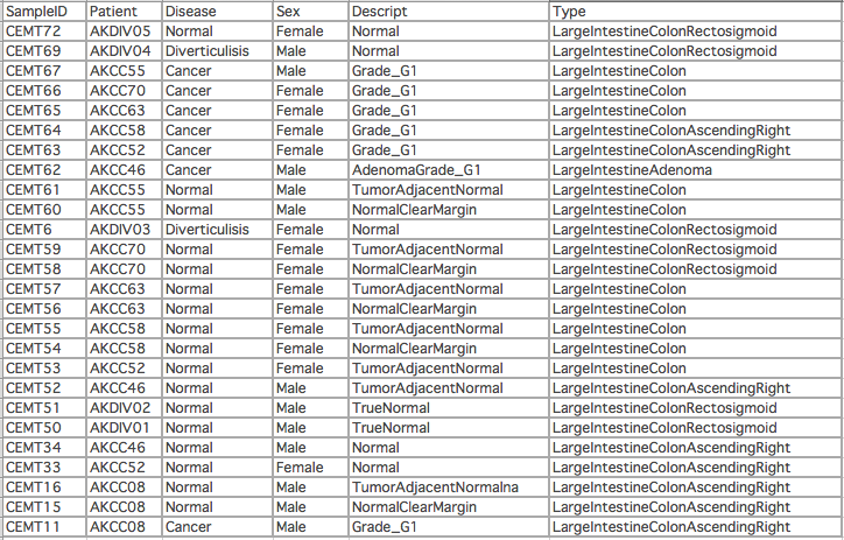 SampleID Patient Disease Sex Descript Type
CEMT72 AKDIV05 Normal Female Normal LargeIntestineColonRectosigmoid
CEMT69 AKDIV04 Diverticulisis Male Normal LargeIntestineColonRectosigmoid
CEMT67 AKCC55 Cancer Male Grade_G1 LargeIntestineColon
CEMT66 AKCC70 Cancer Female Grade_G1 LargeIntestineColon
CEMT65 AKCC63 Cancer Female Grade_G1 LargeIntestineColon
CEMT64 AKCC58 Cancer Female Grade_G1 LargeIntestineColonAscendingRight
CEMT63 AKCC52 Cancer Female Grade_G1 LargeIntestineColonAscendingRight
CEMT62 AKCC46 Cancer Male AdenomaGrade_G1 LargeIntestineAdenoma
CEMT61 AKCC55 Normal Male TumorAdjacentNormal LargeIntestineColon
CEMT60 AKCC55 Normal Male NormalClearMargin LargeIntestineColon
CEMT6 AKDIV03 Diverticulisis Female Normal LargeIntestineColonRectosigmoid
CEMT59 AKCC70 Normal Female TumorAdjacentNormal LargeIntestineColonRectosigmoid
CEMT58 AKCC70 Normal Female NormalClearMargin LargeIntestineColonRectosigmoid
CEMT57 AKCC63 Normal Female TumorAdjacentNormal LargeIntestineColon
CEMT56 AKCC63 Normal Female NormalClearMargin LargeIntestineColon
CEMT55 AKCC58 Normal Female TumorAdjacentNormal LargeIntestineColon
CEMT54 AKCC58 Normal Female NormalClearMargin LargeIntestineColon
CEMT53 AKCC52 Normal Female TumorAdjacentNormal LargeIntestineColon
CEMT52 AKCC46 Normal Male TumorAdjacentNormal LargeIntestineColonAscendingRight
CEMT51 AKDIV02 Normal Male TrueNormal LargeIntestineColonRectosigmoid
CEMT50 AKDIV01 Normal Male TrueNormal LargeIntestineColonRectosigmoid
CEMT34 AKCC46 Normal Male Normal LargeIntestineColonAscendingRight
CEMT33 AKCC52 Normal Female Normal LargeIntestineColonAscendingRight
CEMT16 AKCC08 Normal Male TumorAdjacentNormalna LargeIntestineColonAscendingRight
CEMT15 AKCC08 Normal Male NormalClearMargin LargeIntestineColonAscendingRight
CEMT11 AKCC08 Cancer Male Grade_G1 LargeIntestineColonAscendingRight